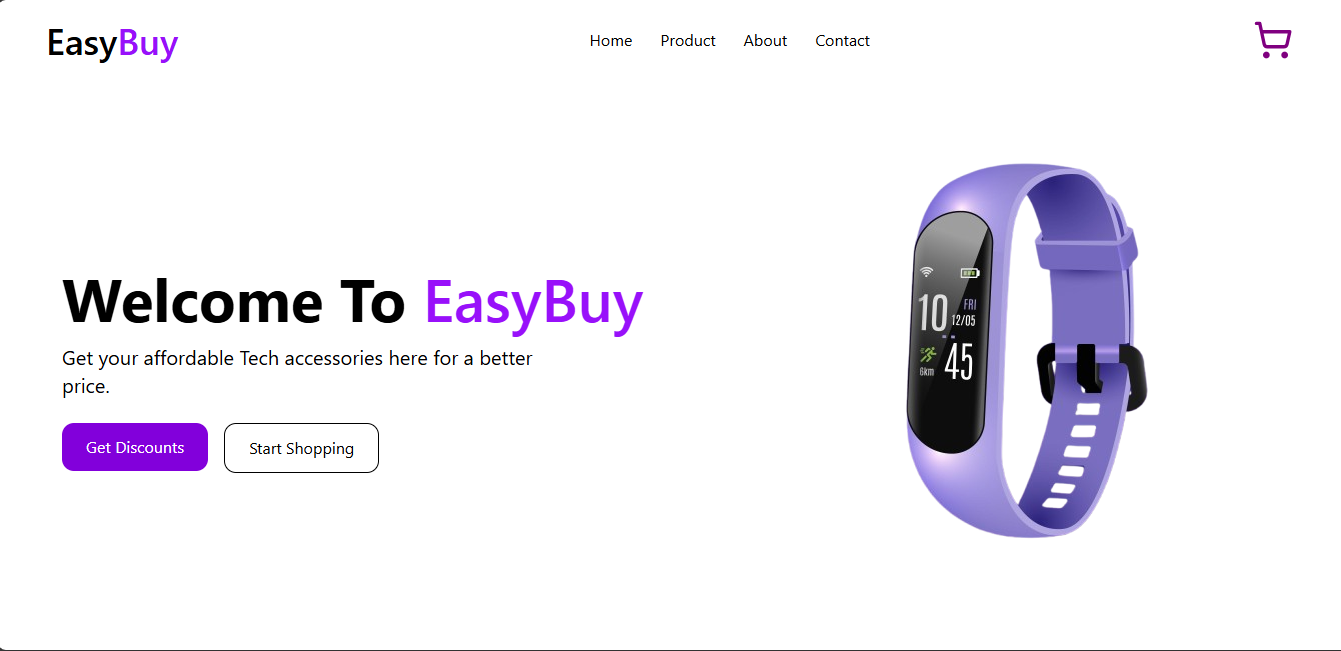 EasyBuy
Home Product About Contact
Welcome To EasyBuy
Get your affordable Tech accessories here for a better
price.
Get Discounts
Start Shopping
10 FRI
12/05
45
6km